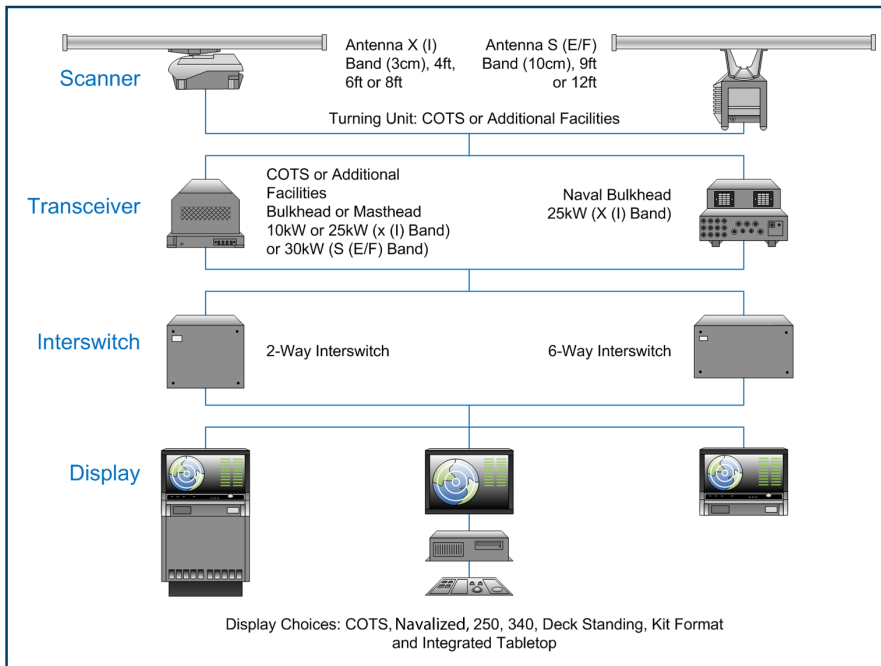 Scanner
Antenna X (I)
Band (3cm), 4ft,
6ft or 8ft
Antenna S (E/F)
Band (10cm), 9ft
or 12ft
Turning Unit: COTS or Additional Facilities
Transceiver
COTS or Additional
Facilities
Bulkhead or Masthead
10kW or 25kW (x (I) Band)
or 30kW (S (E/F) Band)
Naval Bulkhead
25kW (X (I) Band)
Interswitch
2-Way Interswitch
6-Way Interswitch
Display
Display Choices: COTS, Navalized, 250, 340, Deck Standing, Kit Format
and Integrated Tabletop